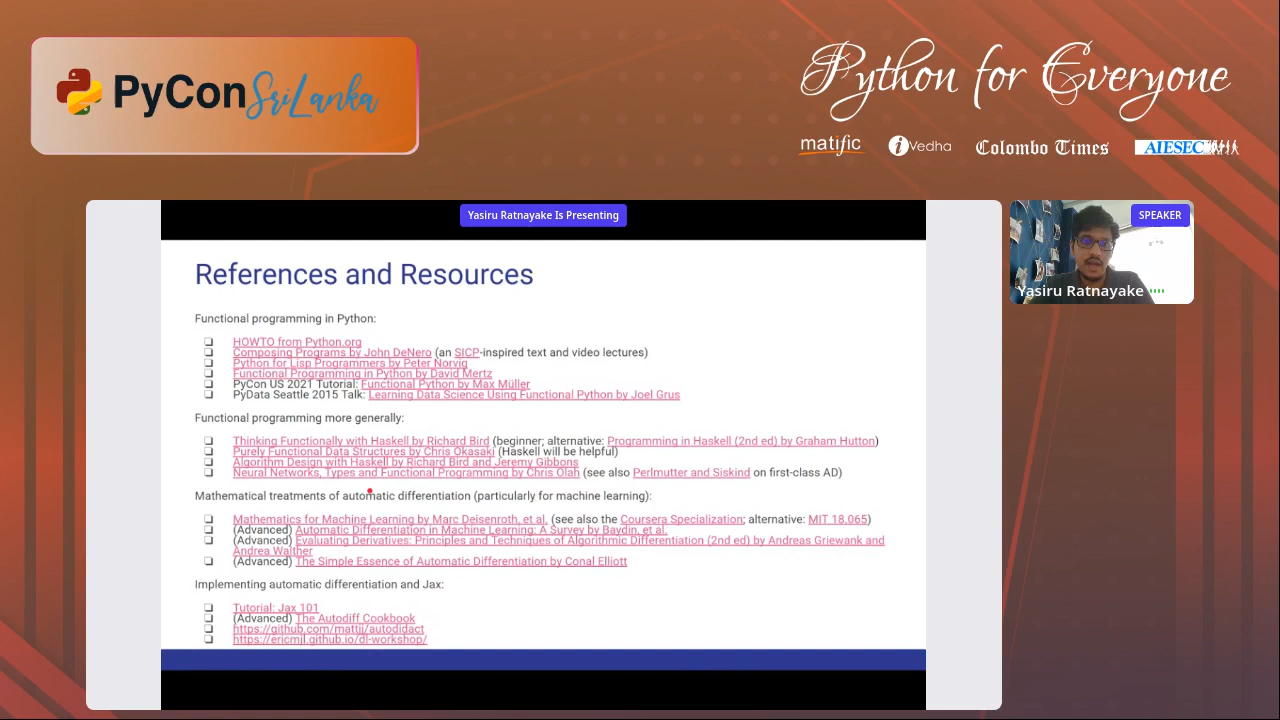 PyCon Sri Lanka
Python for Everyone
matific
iVedha
Colombo Times
AIESEC
Yasiru Ratnayake Is Presenting
SPEAKER
Yasiru Ratnayake
References and Resources
Functional programming in Python:
HOWTO from Python.org
Composing Programs by John DeNero (an SICP-inspired text and video lectures)
Python for Lisp Programmers by Peter Norvig
Functional Programming in Python by David Mertz
PyCon US 2021 Tutorial: Functional Python by Max Müller
PyData Seattle 2015 Talk: Learning Data Science Using Functional Python by Joel Grus
Functional programming more generally:
Thinking Functionally with Haskell by Richard Bird (beginner; alternative: Programming in Haskell (2nd ed) by Graham Hutton)
Purely Functional Data Structures by Chris Okasaki (Haskell will be helpful)
Algorithm Design with Haskell by Richard Bird and Jeremy Gibbons
Neural Networks, Types and Functional Programming by Chris Olah (see also Perlmutter and Siskind on first-class AD)
Mathematical treatments of automatic differentiation (particularly for machine learning):
Mathematics for Machine Learning by Marc Deisenroth, et al. (see also the Coursera Specialization; alternative: MIT 18.065)
(Advanced) Automatic Differentiation in Machine Learning: A Survey by Baydin, et al.
(Advanced) Evaluating Derivatives: Principles and Techniques of Algorithmic Differentiation (2nd ed) by Andreas Griewank and
Andrea Walther
(Advanced) The Simple Essence of Automatic Differentiation by Conal Elliott
Implementing automatic differentiation and Jax:
Tutorial: Jax 101
(Advanced) The Autodiff Cookbook
https://github.com/mattjj/autodidact
https://ericmjl.github.io/dl-workshop/